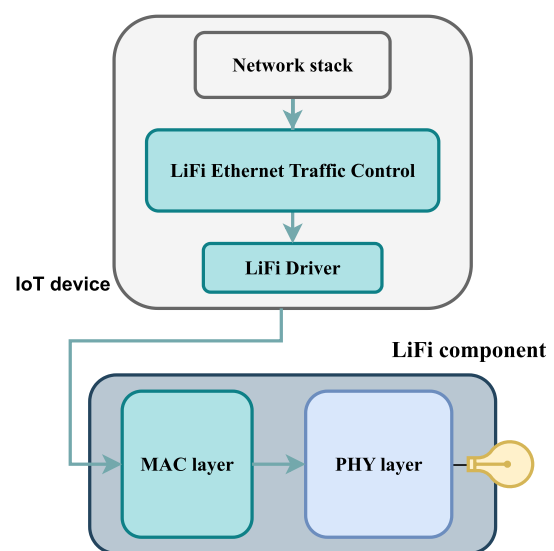 Network stack
LiFi Ethernet Traffic Control
LiFi Driver
IoT device
LiFi component
MAC layer
PHY layer